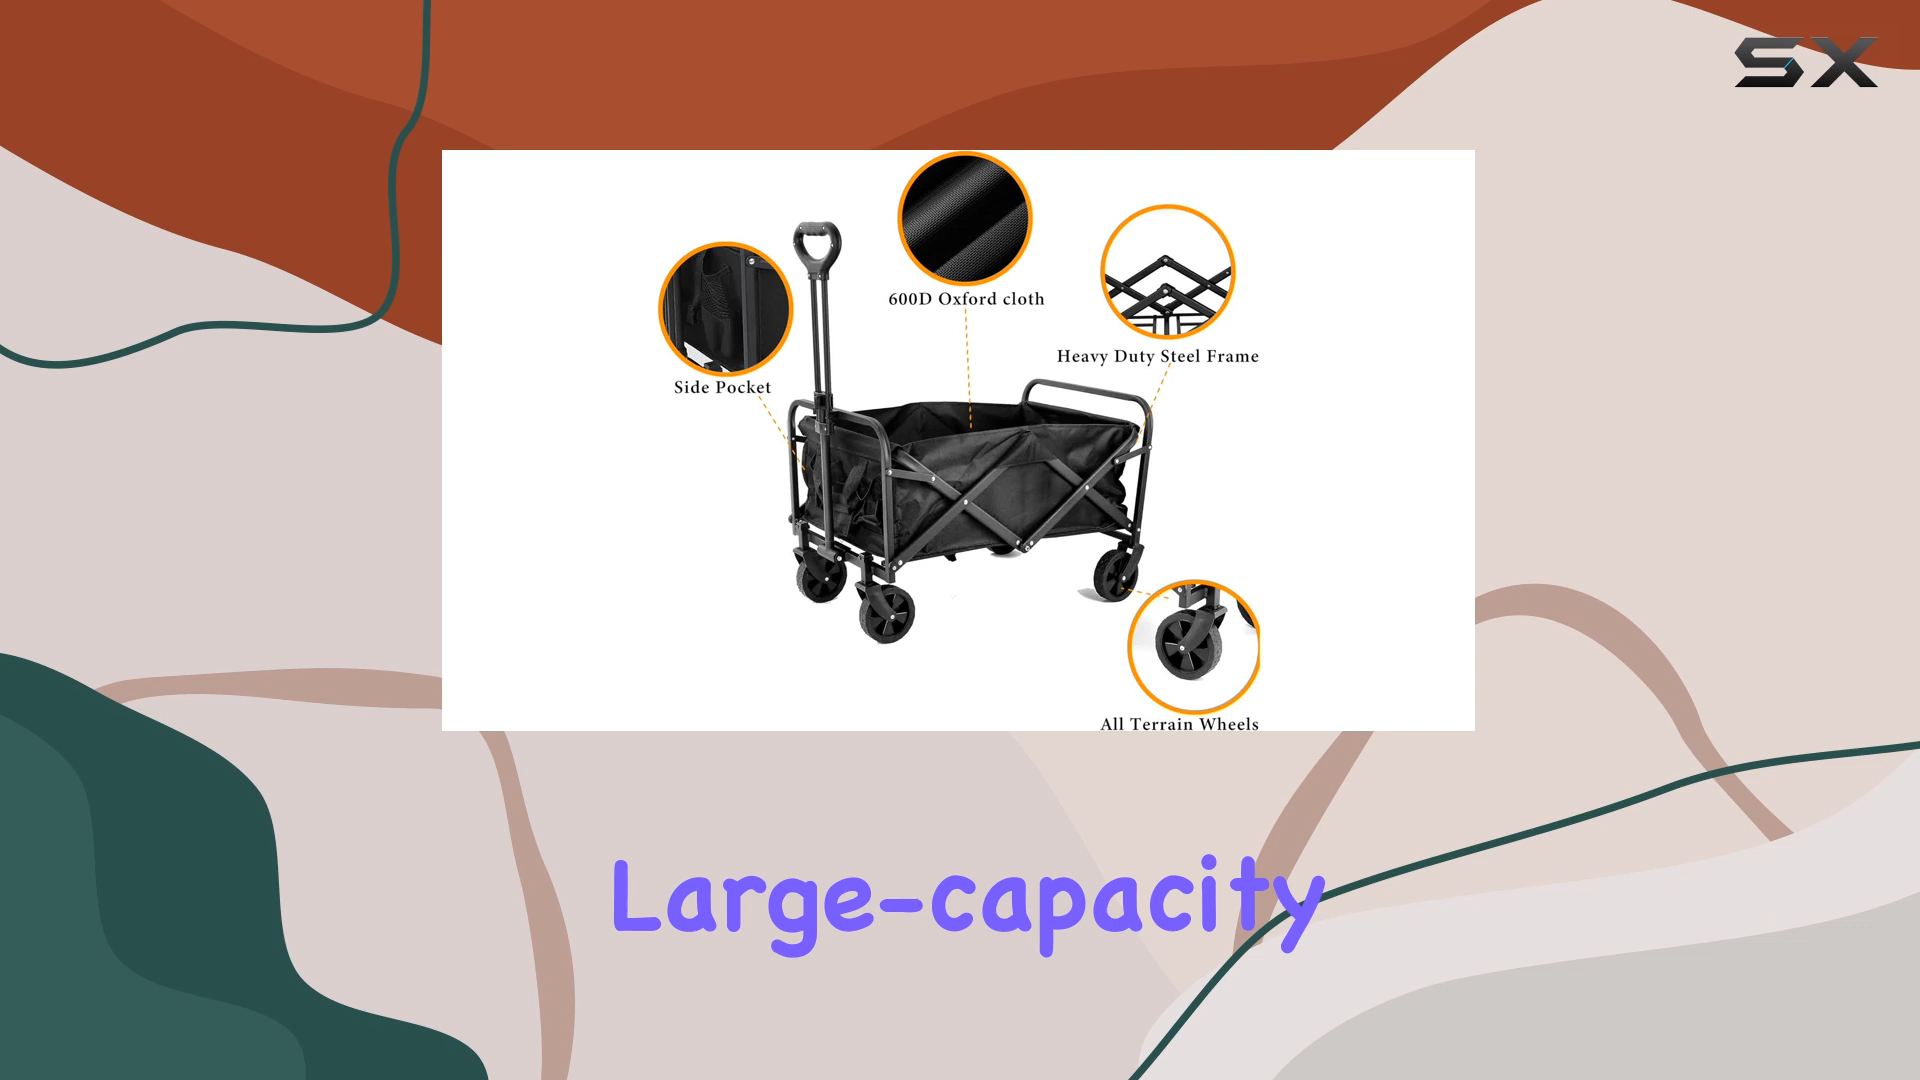 SX
600D Oxford cloth
Heavy Duty Steel Frame
Side Pocket
All Terrain Wheels
Large-capacity